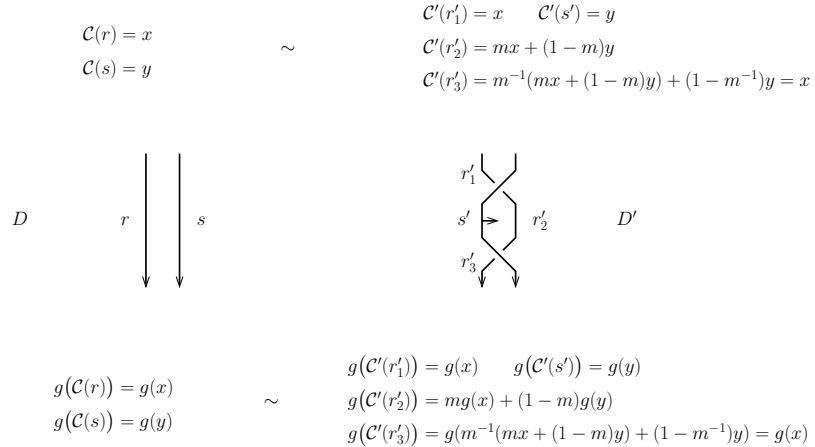 𝒞(r) = x
𝒞(s) = y
∼
𝒞′(r′₁) = x 𝒞′(s′) = y
𝒞′(r′₂) = mx + (1 − m)y
𝒞′(r′₃) = m⁻¹(mx + (1 − m)y) + (1 − m⁻¹)y = x
D
r
s
r′₁
s′
r′₂
r′₃
D′
g(𝒞(r)) = g(x)
g(𝒞(s)) = g(y)
∼
g(𝒞′(r′₁)) = g(x) g(𝒞′(s′)) = g(y)
g(𝒞′(r′₂)) = mg(x) + (1 − m)g(y)
g(𝒞′(r′₃)) = g(m⁻¹(mx + (1 − m)y) + (1 − m⁻¹)y) = g(x)